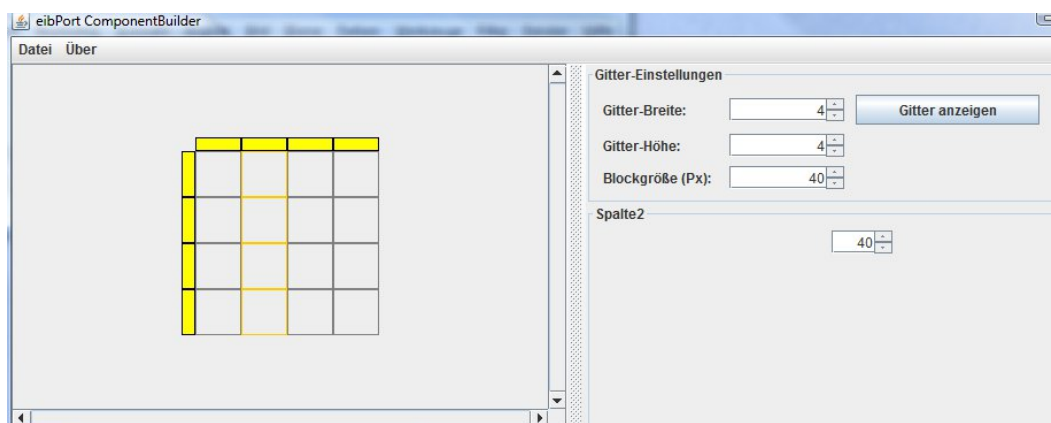 eibPort ComponentBuilder
Datei Über
Gitter-Einstellungen
Gitter-Breite: 4 Gitter anzeigen
Gitter-Höhe: 4
Blockgröße (Px): 40
Spalte2
40